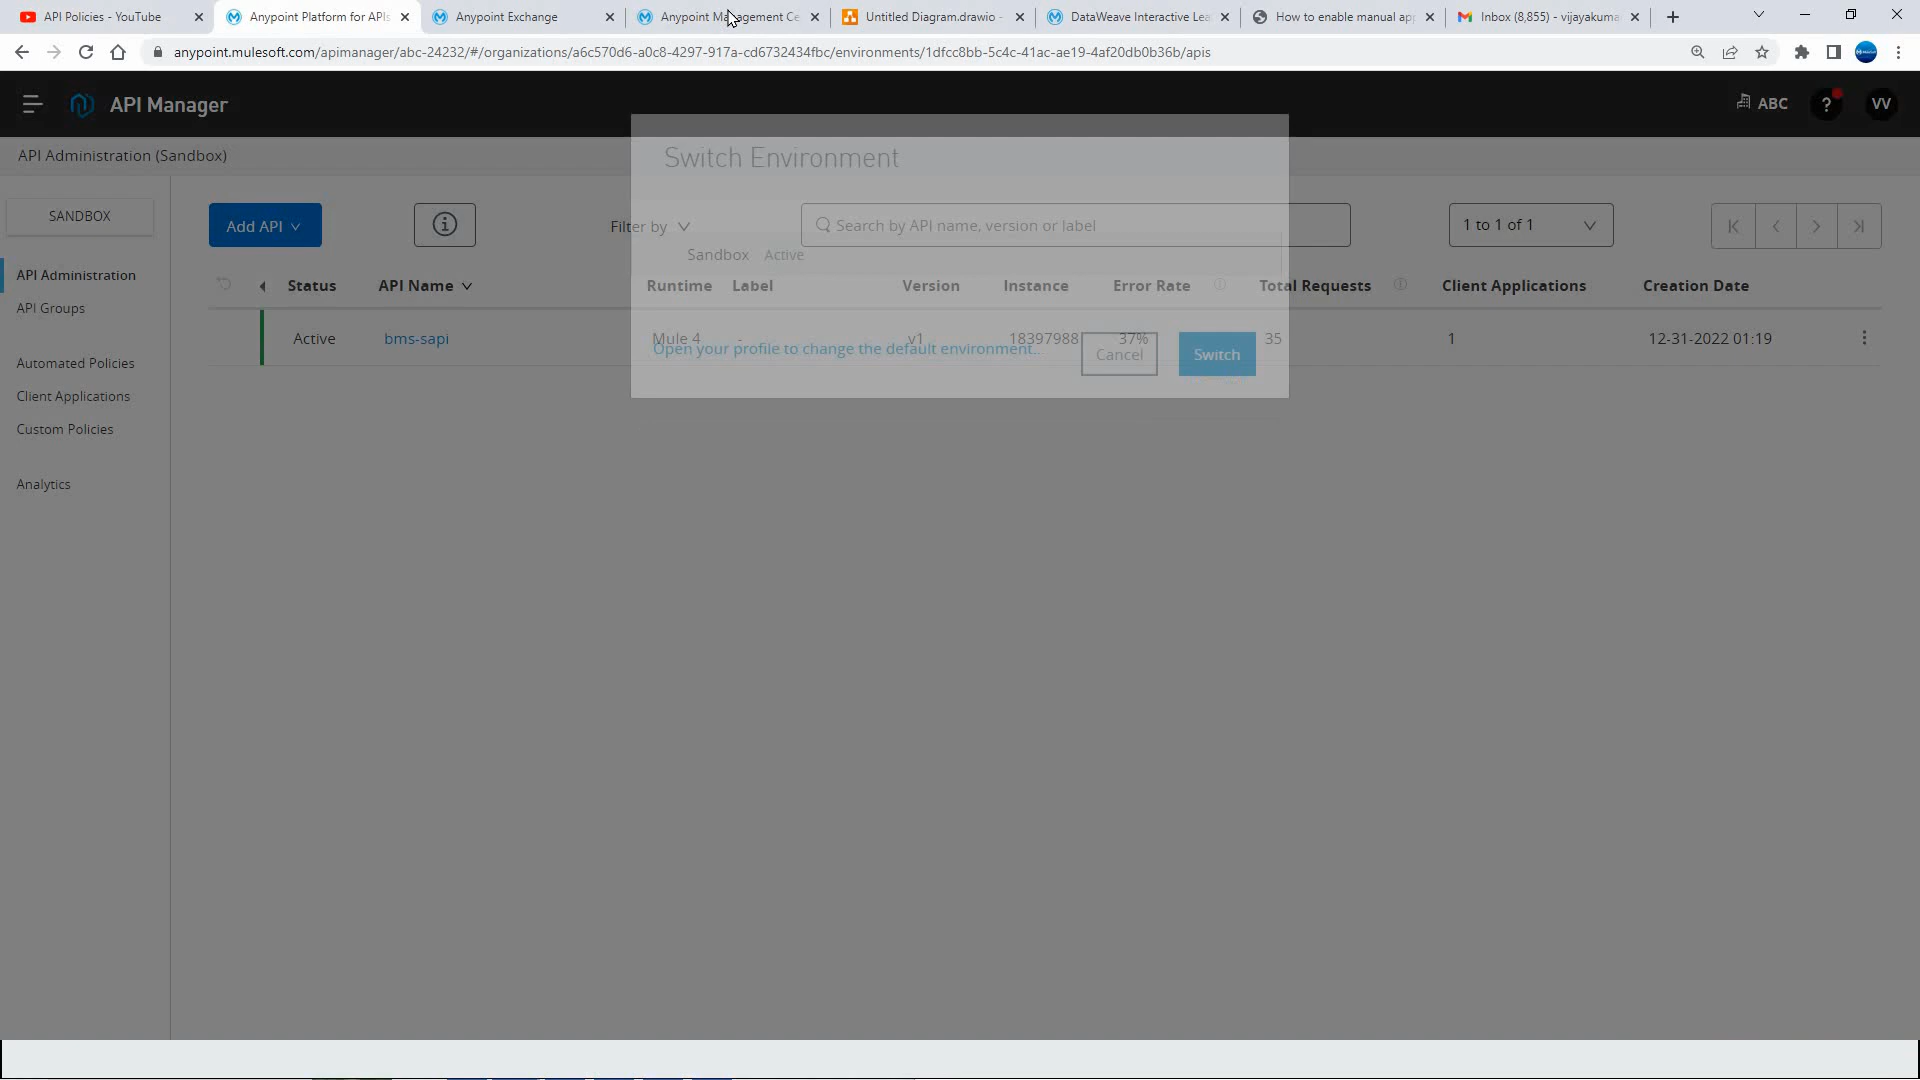 API Policies - YouTube
Anypoint Platform for APIs
Anypoint Exchange
Anypoint Management Ce
Untitled Diagram.drawio -
DataWeave Interactive Lea
How to enable manual app
Inbox (8,855) - vijayakuma
anypoint.mulesoft.com/apimanager/abc-24232/#/organizations/a6c570d6-a0c8-4297-917a-cd6732434fbc/environments/1dfcc8bb-5c4c-41ac-ae19-4af20db0b36b/apis
API Manager
ABC
?
VV
API Administration (Sandbox)
Switch Environment
SANDBOX
Add API
Filter by
Search by API name, version or label
1 to 1 of 1
Sandbox Active
API Administration
API Groups
Automated Policies
Client Applications
Custom Policies
Analytics
Status API Name Runtime Label Version Instance Error Rate Total Requests Client Applications Creation Date
Active bms-sapi Mule 4 - v1 18397988 37% 35 1 12-31-2022 01:19
Open your profile to change the default environment..
Cancel
Switch